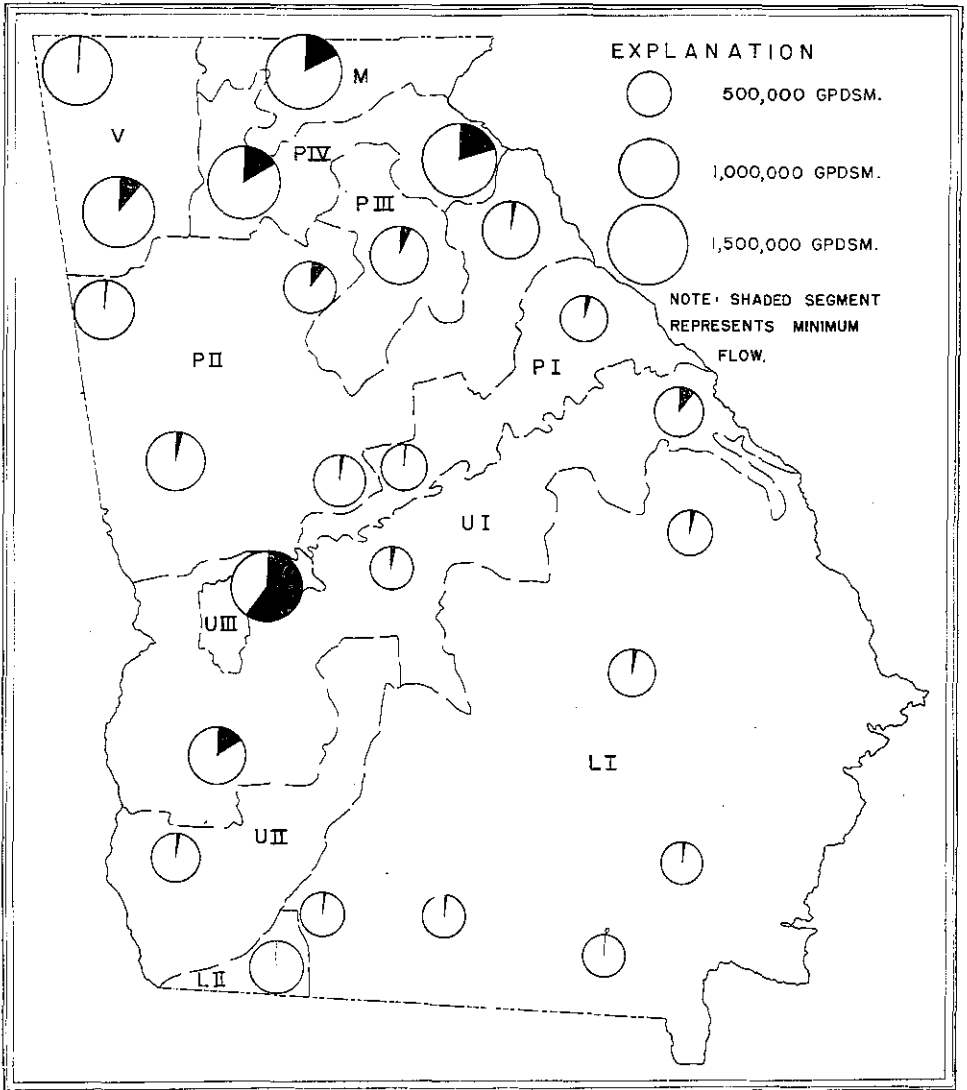 EXPLANATION
500,000 GPDSM.
1,000,000 GPDSM.
1,500,000 GPDSM.
NOTE: SHADED SEGMENT
REPRESENTS MINIMUM
FLOW.
M
V
PIV
PIII
PII
PI
UI
UIII
LI
UII
LII